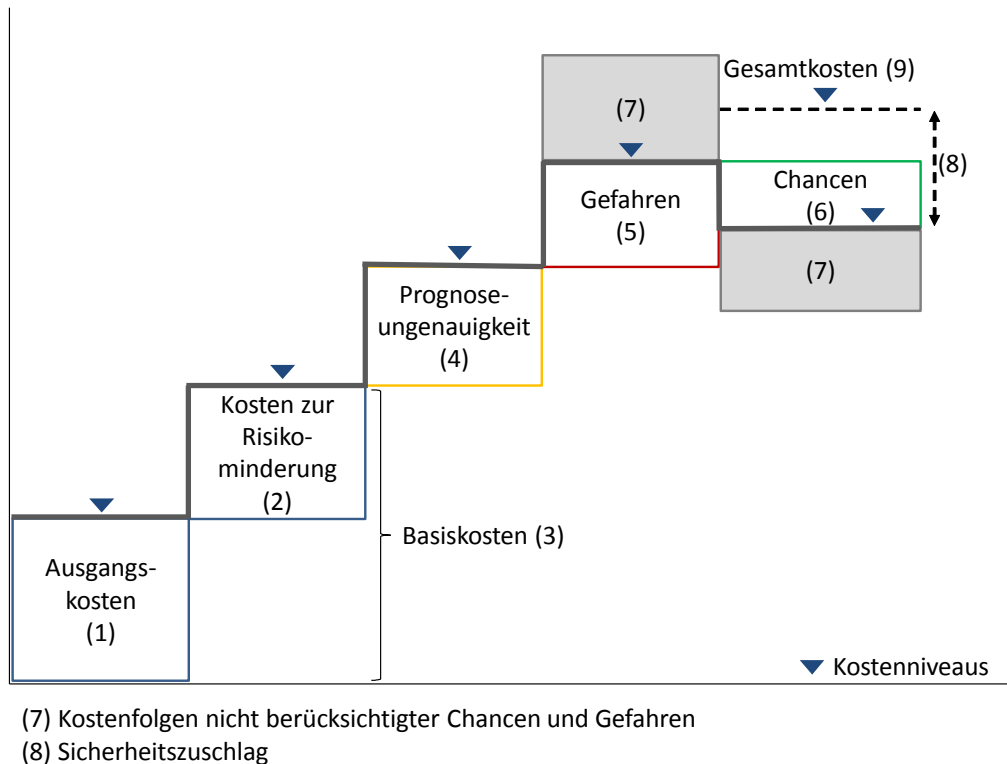 Gesamtkosten (9)
(7)
(8)
Gefahren
(5)
Chancen
(6)
(7)
Prognose-
ungenauigkeit
(4)
Kosten zur
Risiko-
minderung
(2)
Basiskosten (3)
Ausgangs-
kosten
(1)
Kostenniveaus
(7) Kostenfolgen nicht berücksichtigter Chancen und Gefahren
(8) Sicherheitszuschlag